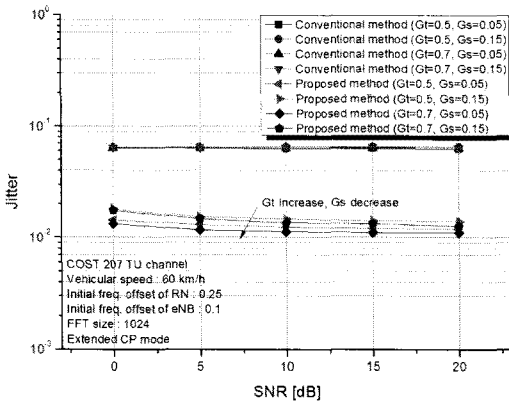 Conventional method (Gt=0.5, Gs=0.05)
Conventional method (Gt=0.5, Gs=0.15)
Conventional method (Gt=0.7, Gs=0.05)
Conventional method (Gt=0.7, Gs=0.15)
Proposed method (Gt=0.5, Gs=0.05)
Proposed method (Gt=0.5, Gs=0.15)
Proposed method (Gt=0.7, Gs=0.05)
Proposed method (Gt=0.7, Gs=0.15)
10^0
10^-1
10^-2
10^-3
Jitter
Gt increase, Gs decrease
COST 207 TU channel
Vehicular speed : 60 km/h
Initial freq. offset of RN : 0.25
Initial freq. offset of eNB : 0.1
FFT size : 1024
Extended CP mode
0 5 10 15 20
SNR [dB]